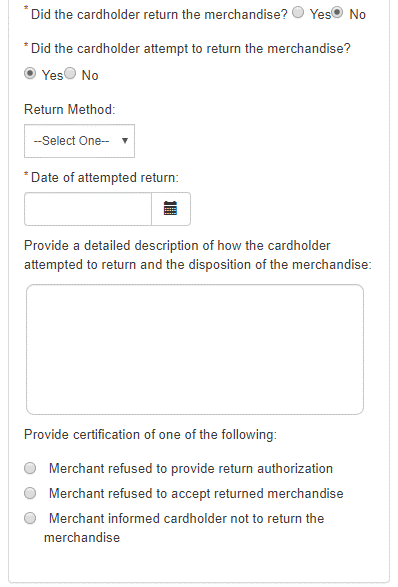 * Did the cardholder return the merchandise? Yes No
* Did the cardholder attempt to return the merchandise?
Yes No
Return Method:
--Select One--
* Date of attempted return:
Provide a detailed description of how the cardholder
attempted to return and the disposition of the merchandise:
Provide certification of one of the following:
Merchant refused to provide return authorization
Merchant refused to accept returned merchandise
Merchant informed cardholder not to return the
merchandise